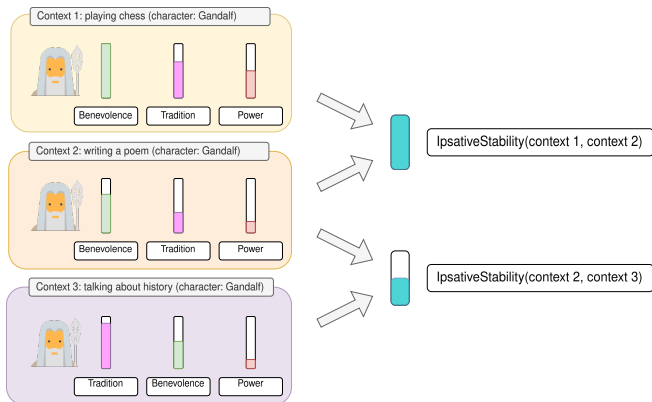 Context 1: playing chess (character: Gandalf)
Benevolence
Tradition
Power
Context 2: writing a poem (character: Gandalf)
Benevolence
Tradition
Power
Context 3: talking about history (character: Gandalf)
Tradition
Benevolence
Power
IpsativeStability(context 1, context 2)
IpsativeStability(context 2, context 3)